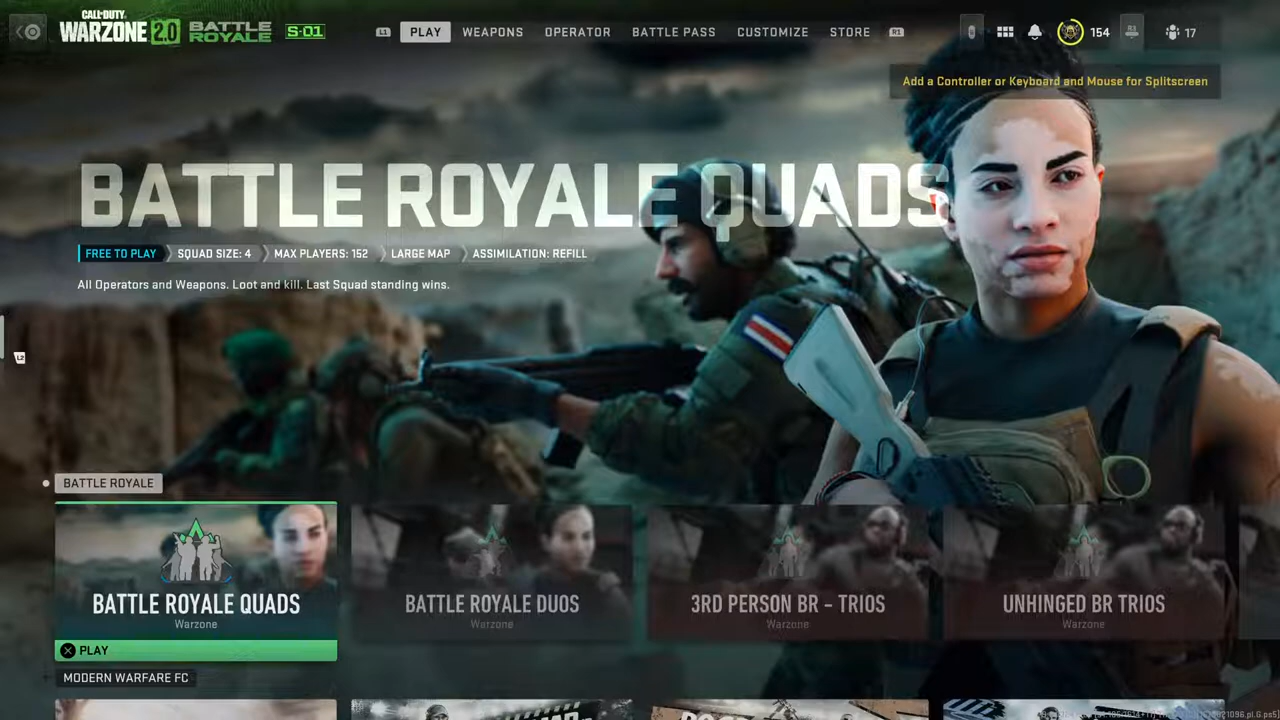 CALL OF DUTY
WARZONE 2.0 BATTLE ROYALE S-01
L1 PLAY WEAPONS OPERATOR BATTLE PASS CUSTOMIZE STORE R1
154
17
Add a Controller or Keyboard and Mouse for Splitscreen
BATTLE ROYALE QUADS
FREE TO PLAY SQUAD SIZE: 4 MAX PLAYERS: 152 LARGE MAP ASSIMILATION: REFILL
All Operators and Weapons. Loot and kill. Last Squad standing wins.
L2
BATTLE ROYALE
BATTLE ROYALE QUADS
Warzone
PLAY
BATTLE ROYALE DUOS
Warzone
3RD PERSON BR – TRIOS
Warzone
UNHINGED BR TRIOS
Warzone
MODERN WARFARE FC